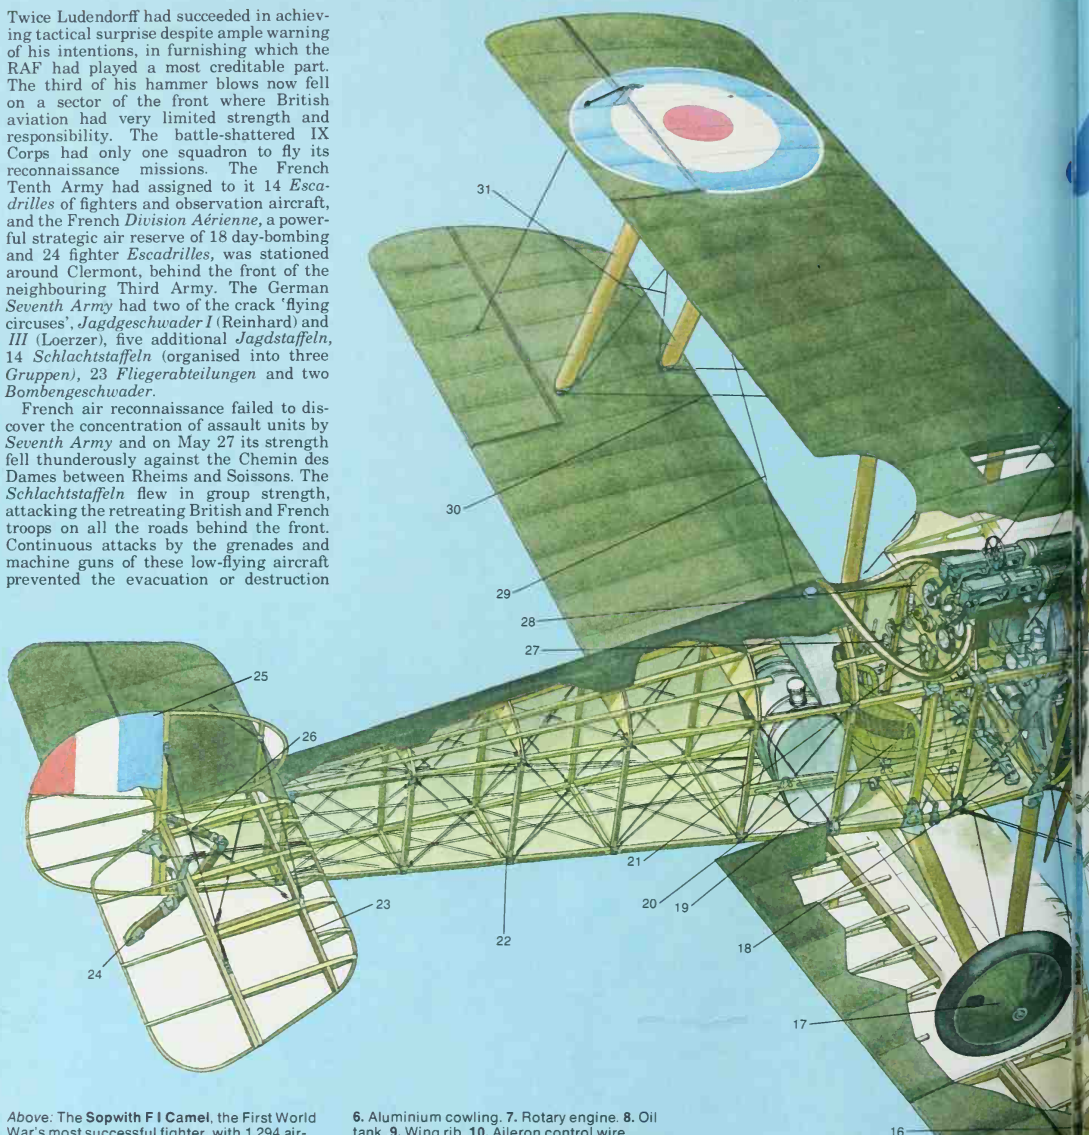 Twice Ludendorff had succeeded in achiev-
ing tactical surprise despite ample warning
of his intentions, in furnishing which the
RAF had played a most creditable part.
The third of his hammer blows now fell
on a sector of the front where British
aviation had very limited strength and
responsibility. The battle-shattered IX
Corps had only one squadron to fly its
reconnaissance missions. The French
Tenth Army had assigned to it 14 Esca-
drilles of fighters and observation aircraft,
and the French Division Aérienne, a power-
ful strategic air reserve of 18 day-bombing
and 24 fighter Escadrilles, was stationed
around Clermont, behind the front of the
neighbouring Third Army. The German
Seventh Army had two of the crack 'flying
circuses', Jagdgeschwader I (Reinhard) and
III (Loerzer), five additional Jagdstaffeln,
14 Schlachtstaffeln (organised into three
Gruppen), 23 Fliegerabteilungen and two
Bombengeschwader.
French air reconnaissance failed to dis-
cover the concentration of assault units by
Seventh Army and on May 27 its strength
fell thunderously against the Chemin des
Dames between Rheims and Soissons. The
Schlachtstaffeln flew in group strength,
attacking the retreating British and French
troops on all the roads behind the front.
Continuous attacks by the grenades and
machine guns of these low-flying aircraft
prevented the evacuation or destruction
31
30
29
28
27
25
26
21
20
19
23
22
18
24
17
16
Above: The Sopwith F I Camel, the First World
War's most successful fighter, with 1,294 air-
6. Aluminium cowling. 7. Rotary engine. 8. Oil
tank. 9. Wing rib. 10. Aileron control wire.